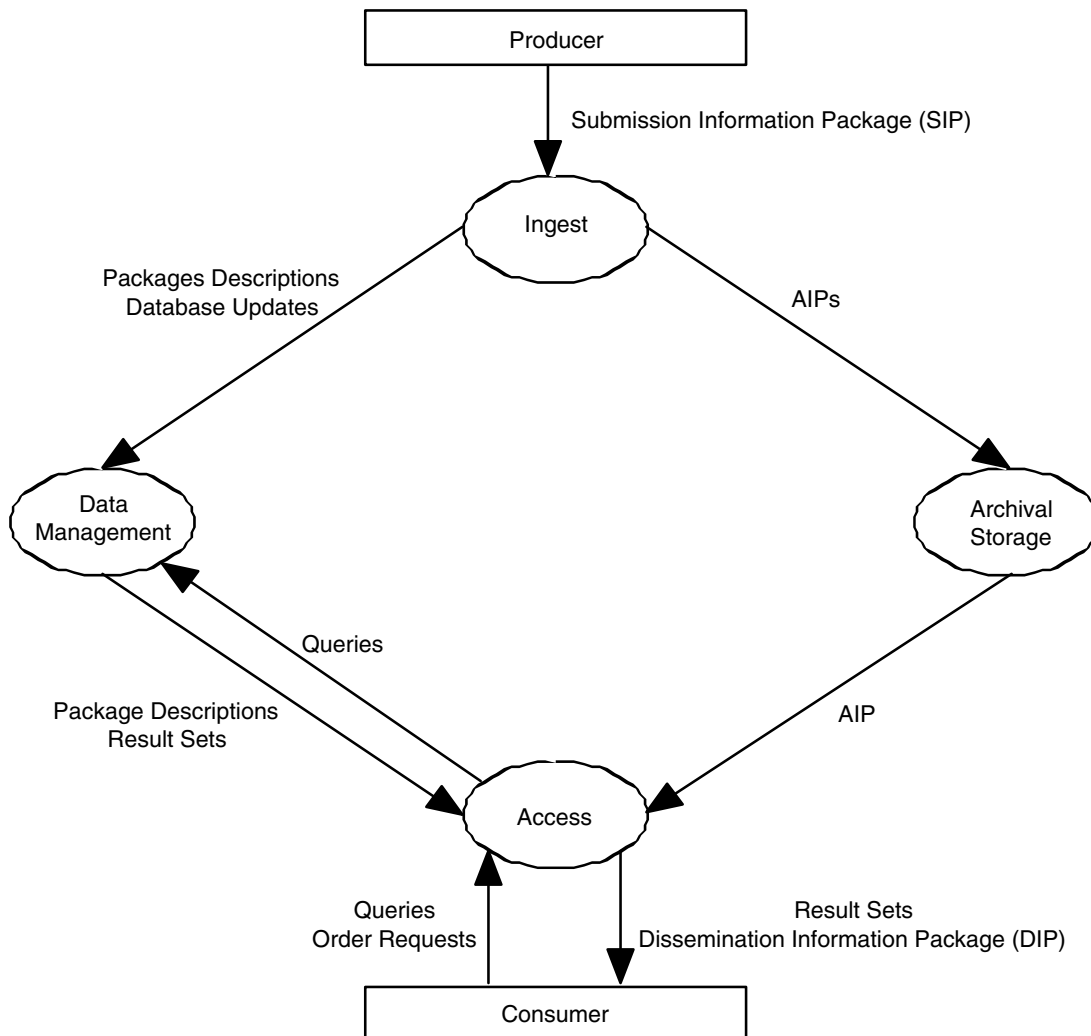 Producer
Submission Information Package (SIP)
Ingest
Packages Descriptions
Database Updates
AIPs
Data
Management
Archival
Storage
Queries
Package Descriptions
Result Sets
AIP
Access
Queries
Order Requests
Result Sets
Dissemination Information Package (DIP)
Consumer